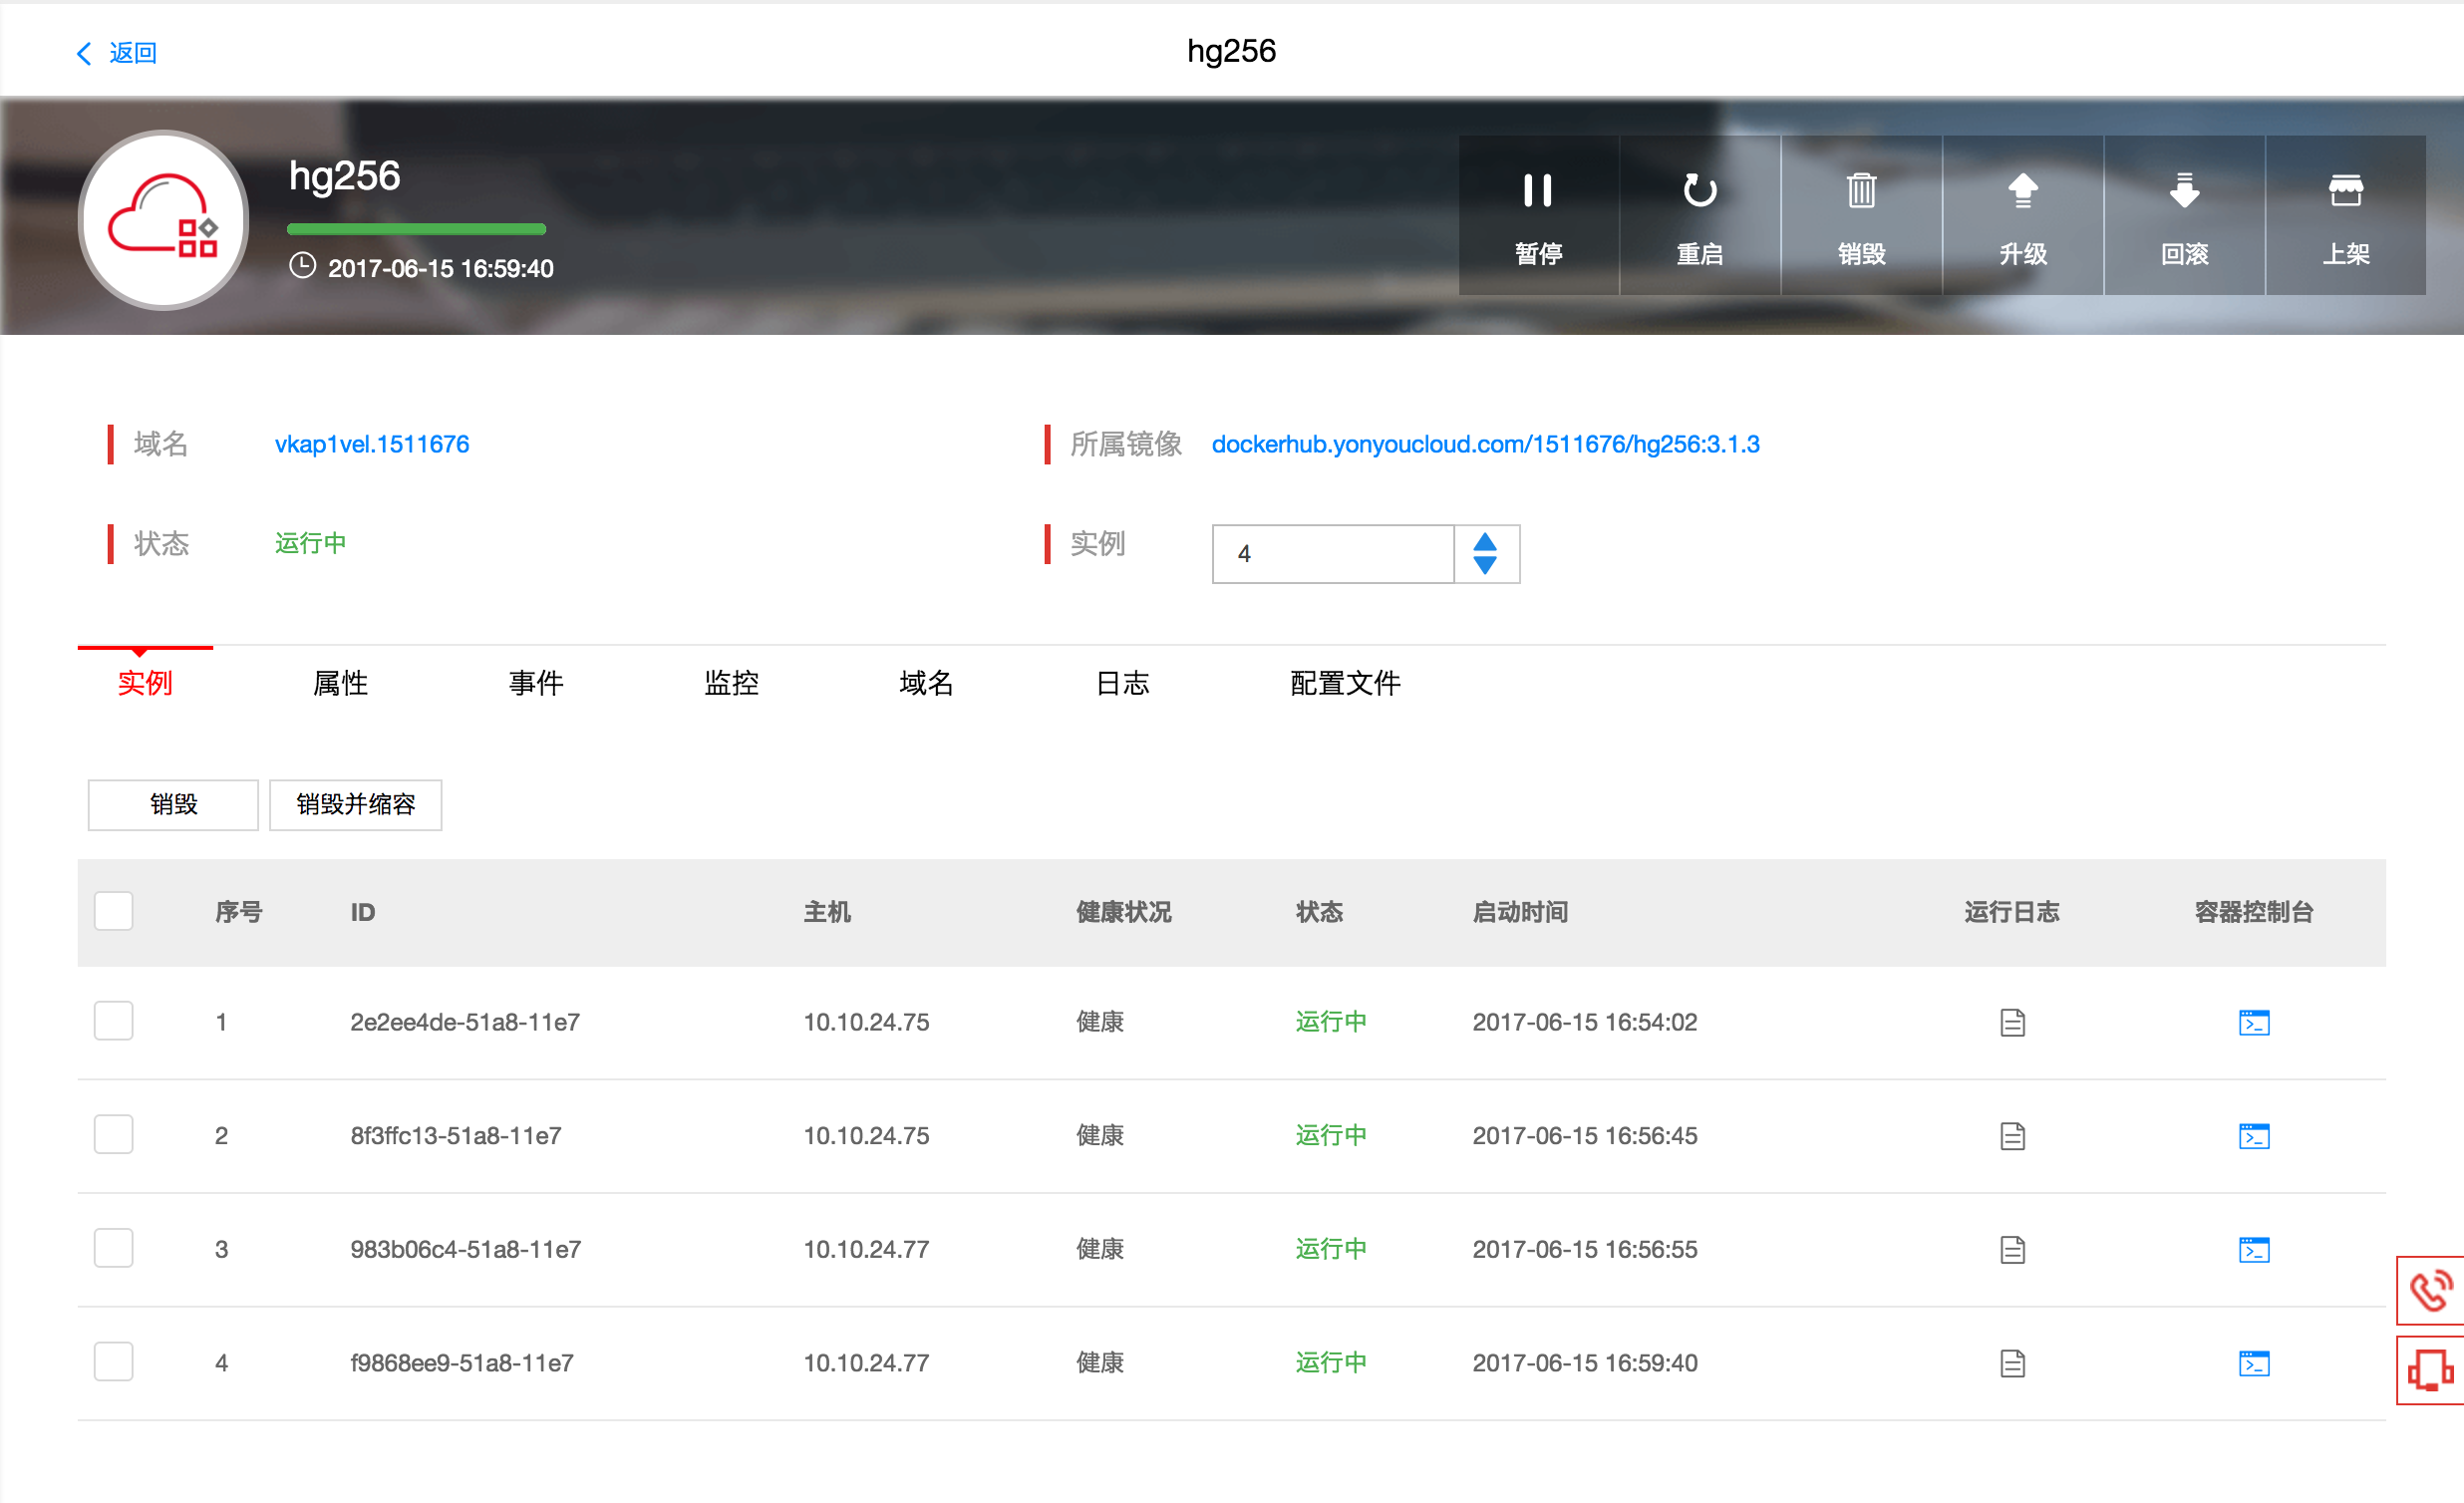 返回
hg256
hg256
2017-06-15 16:59:40
暂停 重启 销毁 升级 回滚 上架
域名 vkap1vel.1511676 所属镜像 dockerhub.yonyoucloud.com/1511676/hg256:3.1.3
状态 运行中 实例 4
实例 属性 事件 监控 域名 日志 配置文件
销毁 销毁并缩容
序号 ID 主机 健康状况 状态 启动时间 运行日志 容器控制台
1 2e2ee4de-51a8-11e7 10.10.24.75 健康 运行中 2017-06-15 16:54:02
2 8f3ffc13-51a8-11e7 10.10.24.75 健康 运行中 2017-06-15 16:56:45
3 983b06c4-51a8-11e7 10.10.24.77 健康 运行中 2017-06-15 16:56:55
4 f9868ee9-51a8-11e7 10.10.24.77 健康 运行中 2017-06-15 16:59:40